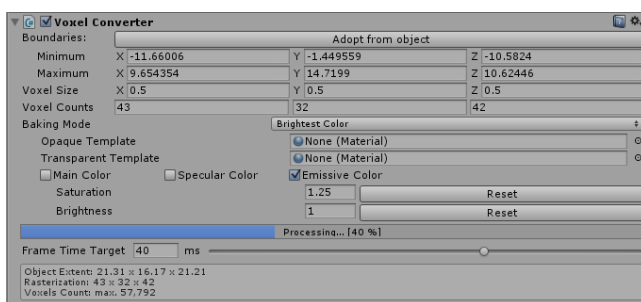 Voxel Converter
Boundaries: Adopt from object
Minimum X -11.66006 Y -1.449559 Z -10.5824
Maximum X 9.654354 Y 14.7199 Z 10.62446
Voxel Size X 0.5 Y 0.5 Z 0.5
Voxel Counts 43 32 42
Baking Mode Brightest Color
Opaque Template None (Material)
Transparent Template None (Material)
Main Color Specular Color Emissive Color
Saturation 1.25 Reset
Brightness 1 Reset
Processing... [40 %]
Frame Time Target 40 ms
Object Extent: 21.31 x 16.17 x 21.21
Rasterization: 43 x 32 x 42
Voxels Count: max. 57,792